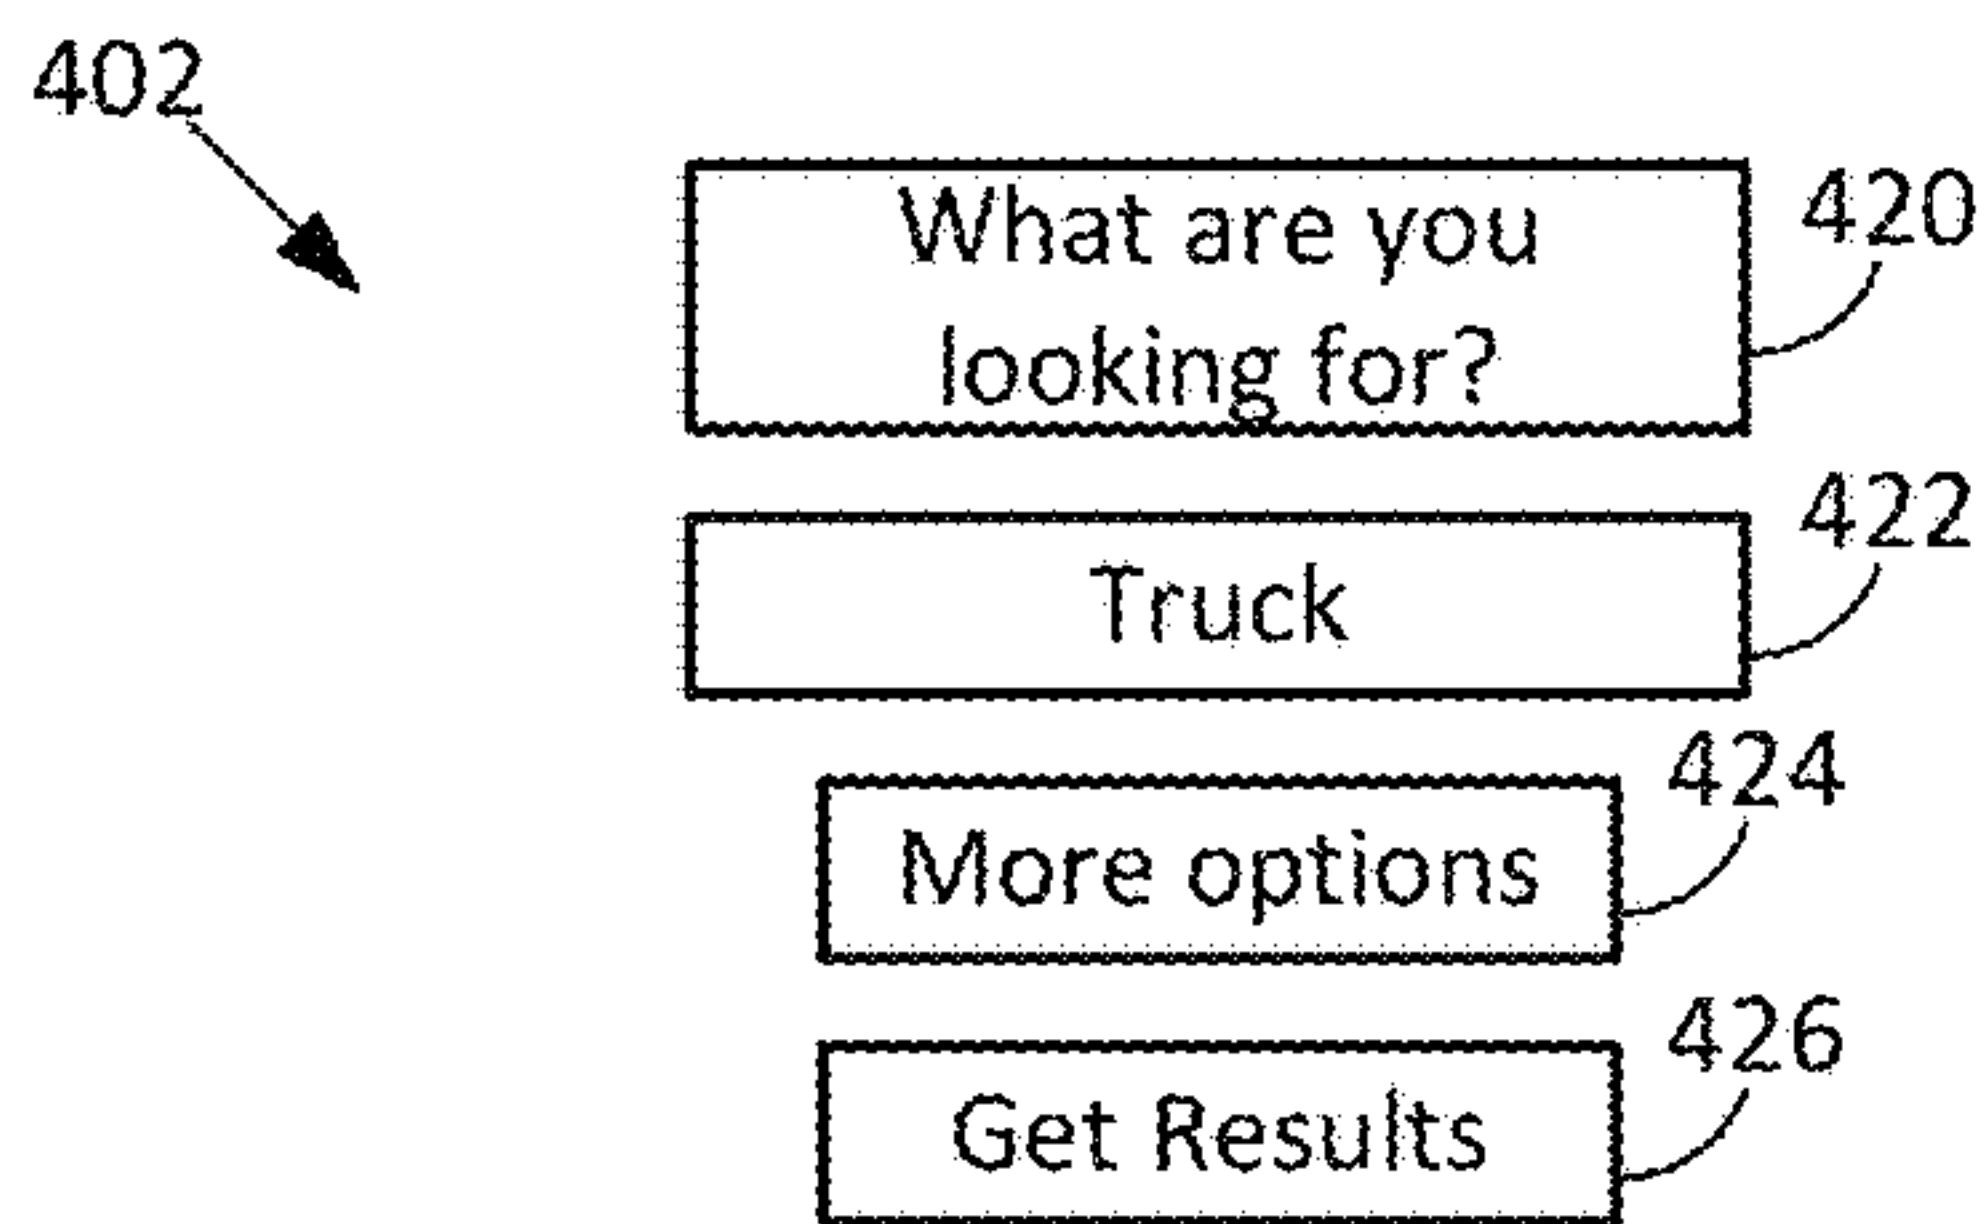 402
What are you
looking for?
420
Truck
422
More options
424
Get Results
426